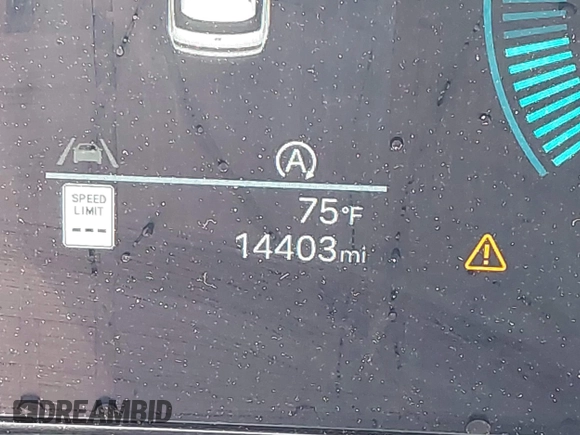 A
SPEED
LIMIT
---
75°F
14403mi
DREAMBID